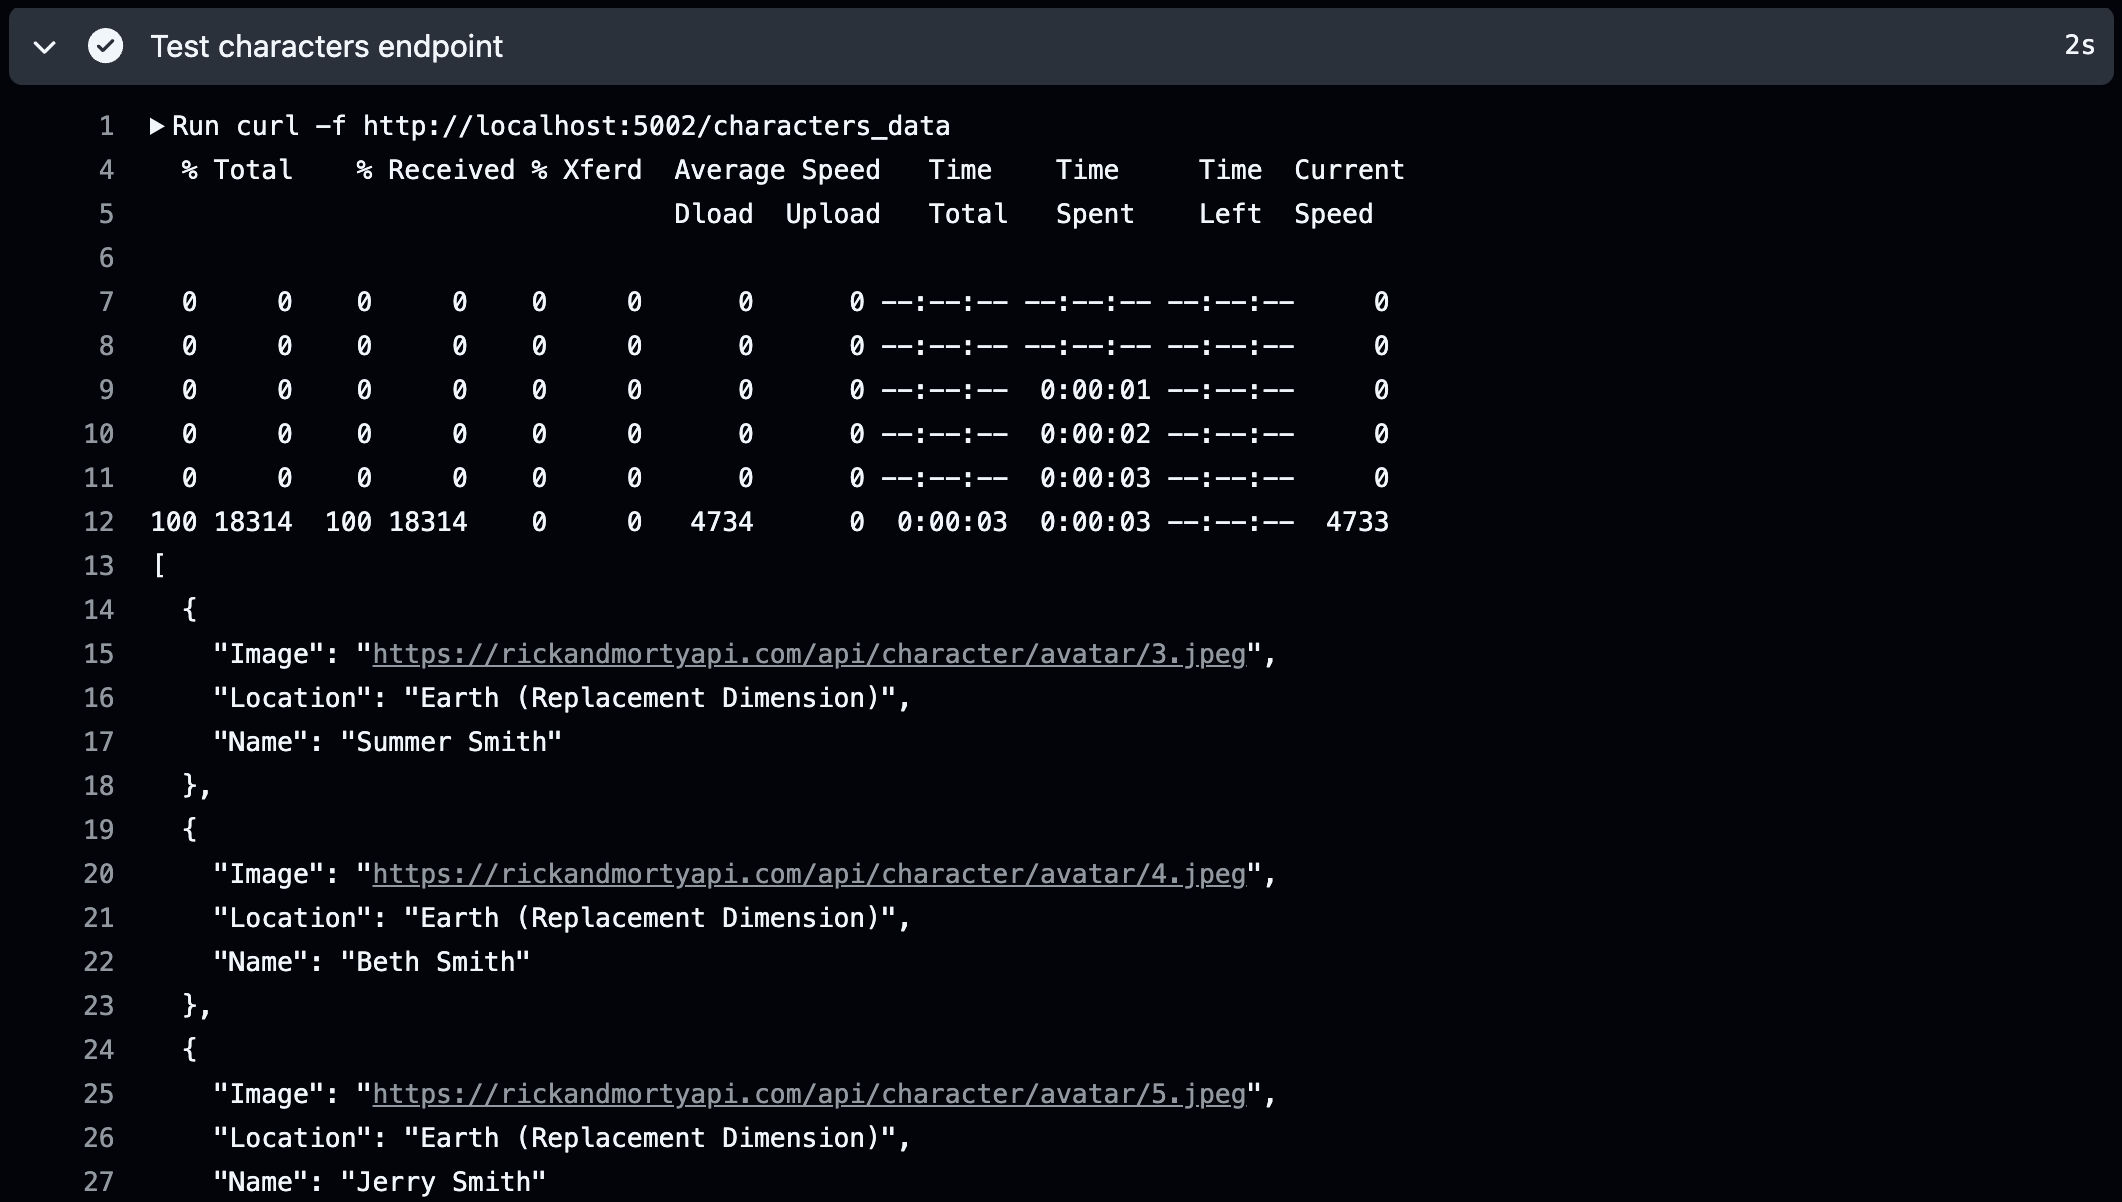 Test characters endpoint 2s
1 Run curl -f http://localhost:5002/characters_data
4   % Total    % Received % Xferd  Average Speed   Time    Time     Time  Current
5                                  Dload  Upload   Total   Spent    Left  Speed
6
7   0     0    0     0    0     0      0      0 --:--:-- --:--:-- --:--:--     0
8   0     0    0     0    0     0      0      0 --:--:-- --:--:-- --:--:--     0
9   0     0    0     0    0     0      0      0 --:--:--  0:00:01 --:--:--     0
10   0     0    0     0    0     0      0      0 --:--:--  0:00:02 --:--:--     0
11   0     0    0     0    0     0      0      0 --:--:--  0:00:03 --:--:--     0
12 100 18314  100 18314    0     0   4734      0  0:00:03  0:00:03 --:--:--  4733
13 [
14   {
15     "Image": "https://rickandmortyapi.com/api/character/avatar/3.jpeg",
16     "Location": "Earth (Replacement Dimension)",
17     "Name": "Summer Smith"
18   },
19   {
20     "Image": "https://rickandmortyapi.com/api/character/avatar/4.jpeg",
21     "Location": "Earth (Replacement Dimension)",
22     "Name": "Beth Smith"
23   },
24   {
25     "Image": "https://rickandmortyapi.com/api/character/avatar/5.jpeg",
26     "Location": "Earth (Replacement Dimension)",
27     "Name": "Jerry Smith"